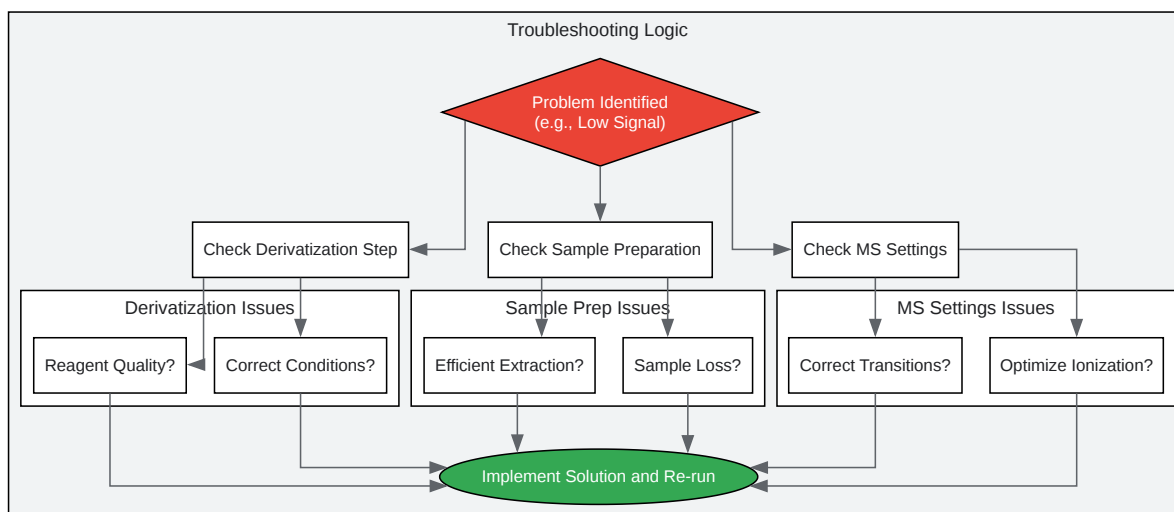 Troubleshooting Logic
Problem Identified
(e.g., Low Signal)
Check Derivatization Step
Check Sample Preparation
Check MS Settings
Derivatization Issues
Sample Prep Issues
MS Settings Issues
Reagent Quality?
Correct Conditions?
Efficient Extraction?
Sample Loss?
Correct Transitions?
Optimize Ionization?
Implement Solution and Re-run